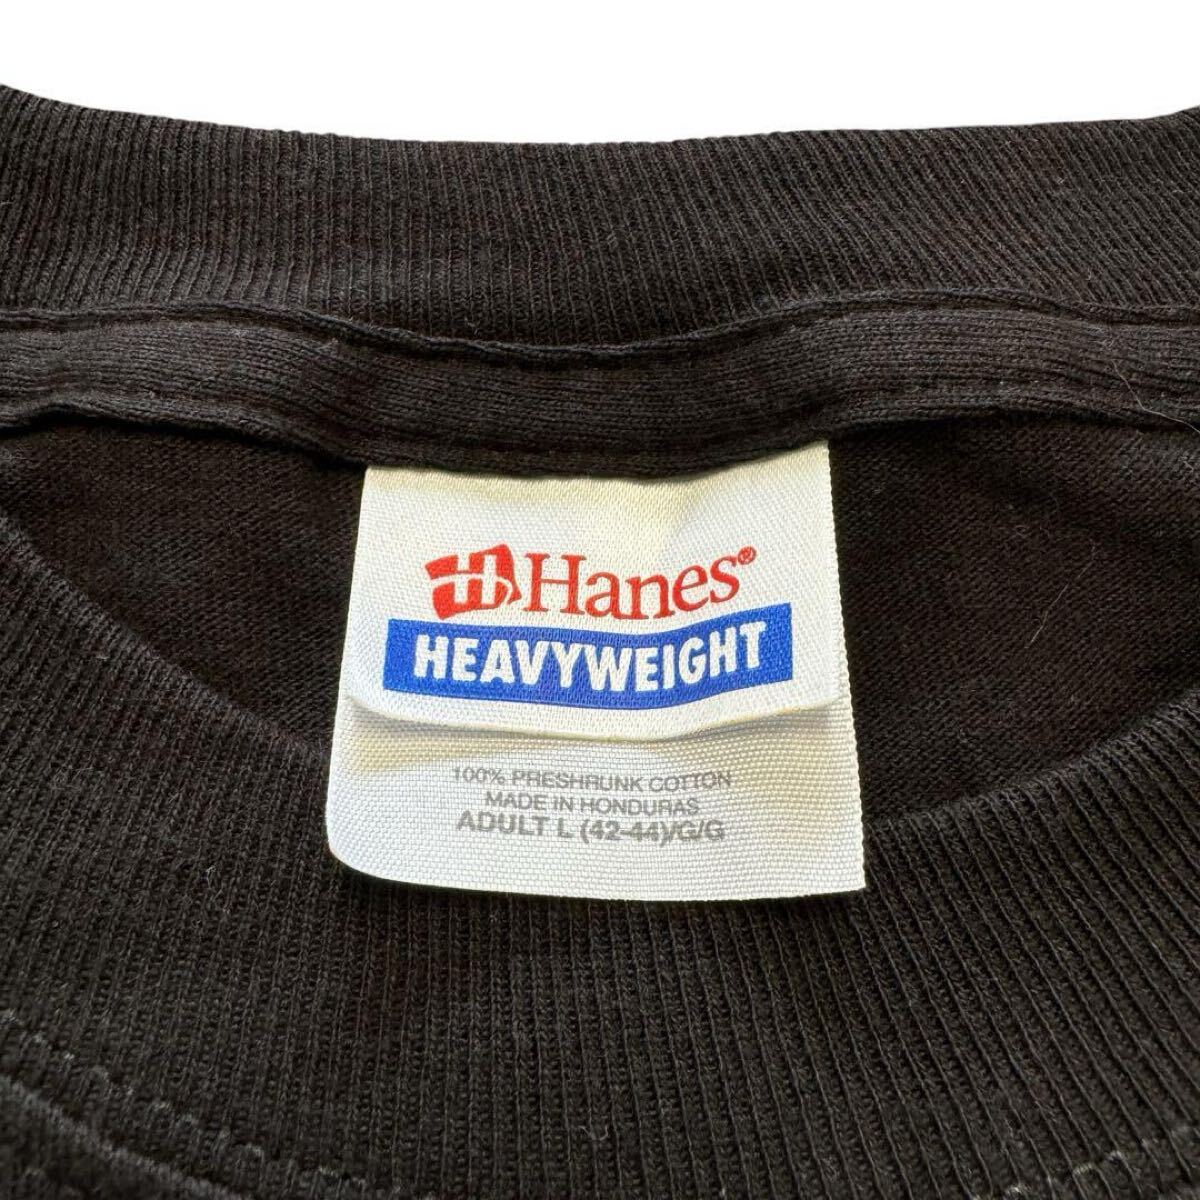 Hanes®
HEAVYWEIGHT
100% PRESHRUNK COTTON
MADE IN HONDURAS
ADULT L (42-44)/G/G